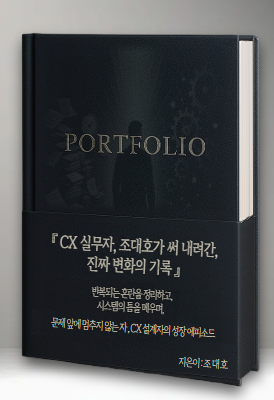 PORTFOLIO
『 CX 실무자, 조대호가 써 내려간,
진짜 변화의 기록 』
반복되는 혼란을 정리하고,
시스템의 틈을 메우며,
문제 앞에 멈추지 않는 자, CX 설계자의 성장 에피소드
지은이 : 조대호